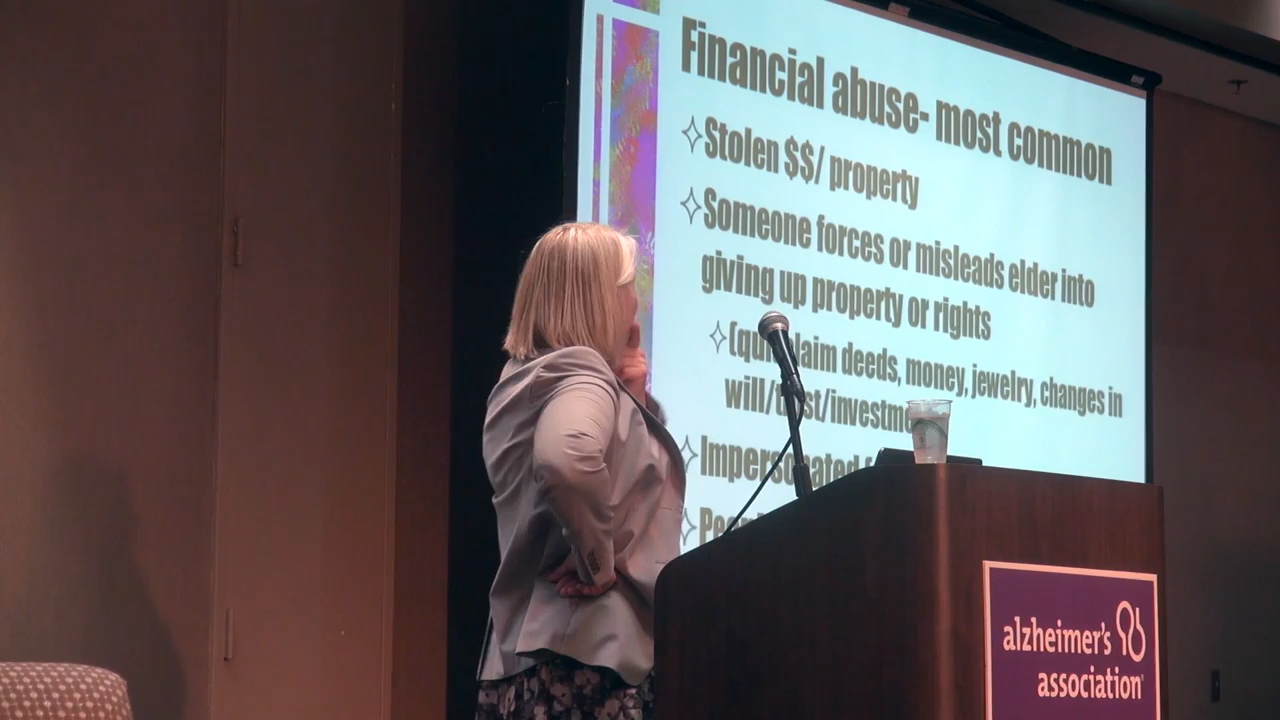 Financial abuse- most common
Stolen $$/ property
Someone forces or misleads elder into
giving up property or rights
deeds, money, jewelry, changes in
alzheimer's
association